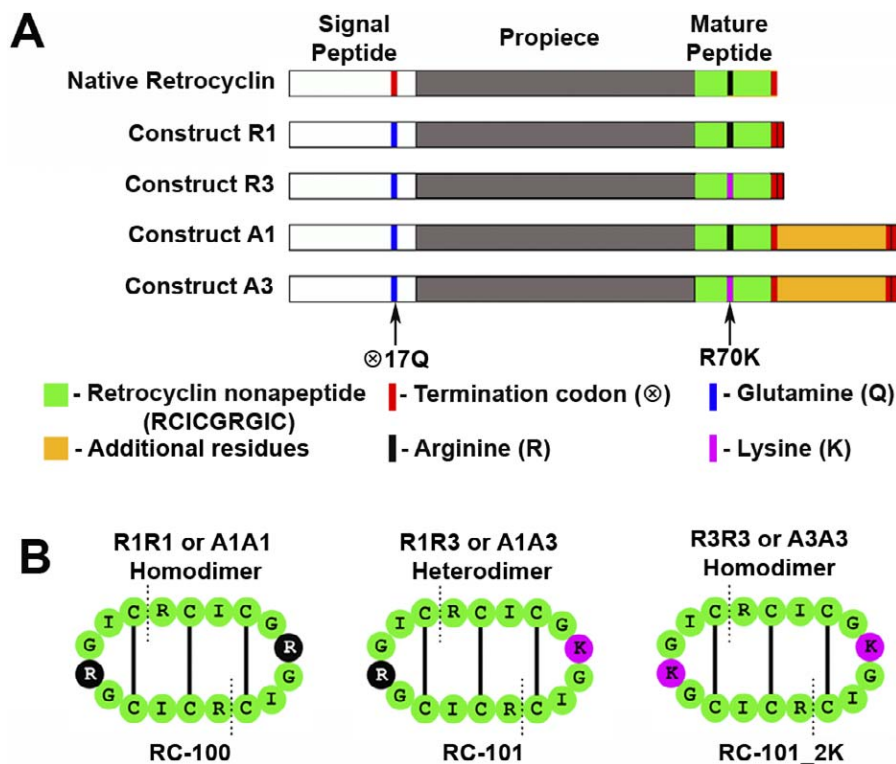 A
Signal
Peptide
Propiece
Mature
Peptide
Native Retrocyclin
Construct R1
Construct R3
Construct A1
Construct A3
⊗17Q
R70K
- Retrocyclin nonapeptide
(RCICGRGIC)
- Termination codon (⊗)
- Glutamine (Q)
- Additional residues
- Arginine (R)
- Lysine (K)
B
R1R1 or A1A1
Homodimer
I C R C I C G
G R
R G
G C I C R C I
RC-100
R1R3 or A1A3
Heterodimer
I C R C I C G
G K
R G
G C I C R C I
RC-101
R3R3 or A3A3
Homodimer
I C R C I C G
G K
K G
G C I C R C I
RC-101_2K